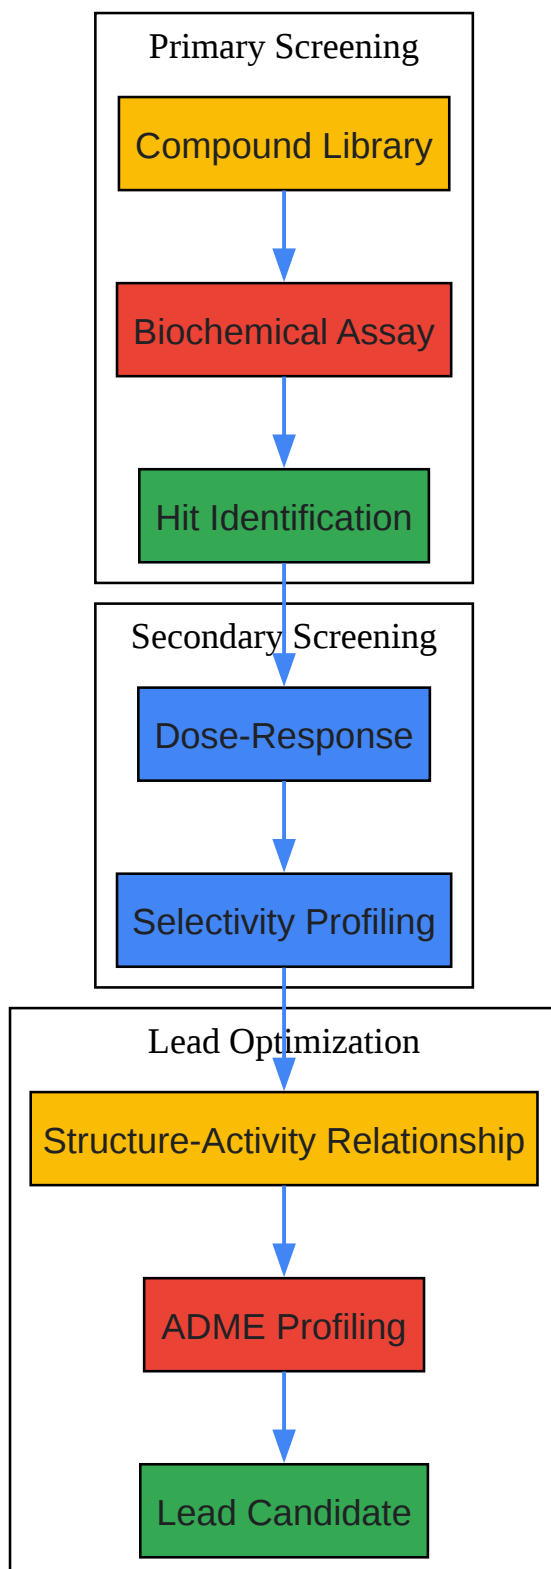 Primary Screening
Compound Library
Biochemical Assay
Hit Identification
Secondary Screening
Dose-Response
Selectivity Profiling
Lead Optimization
Structure-Activity Relationship
ADME Profiling
Lead Candidate